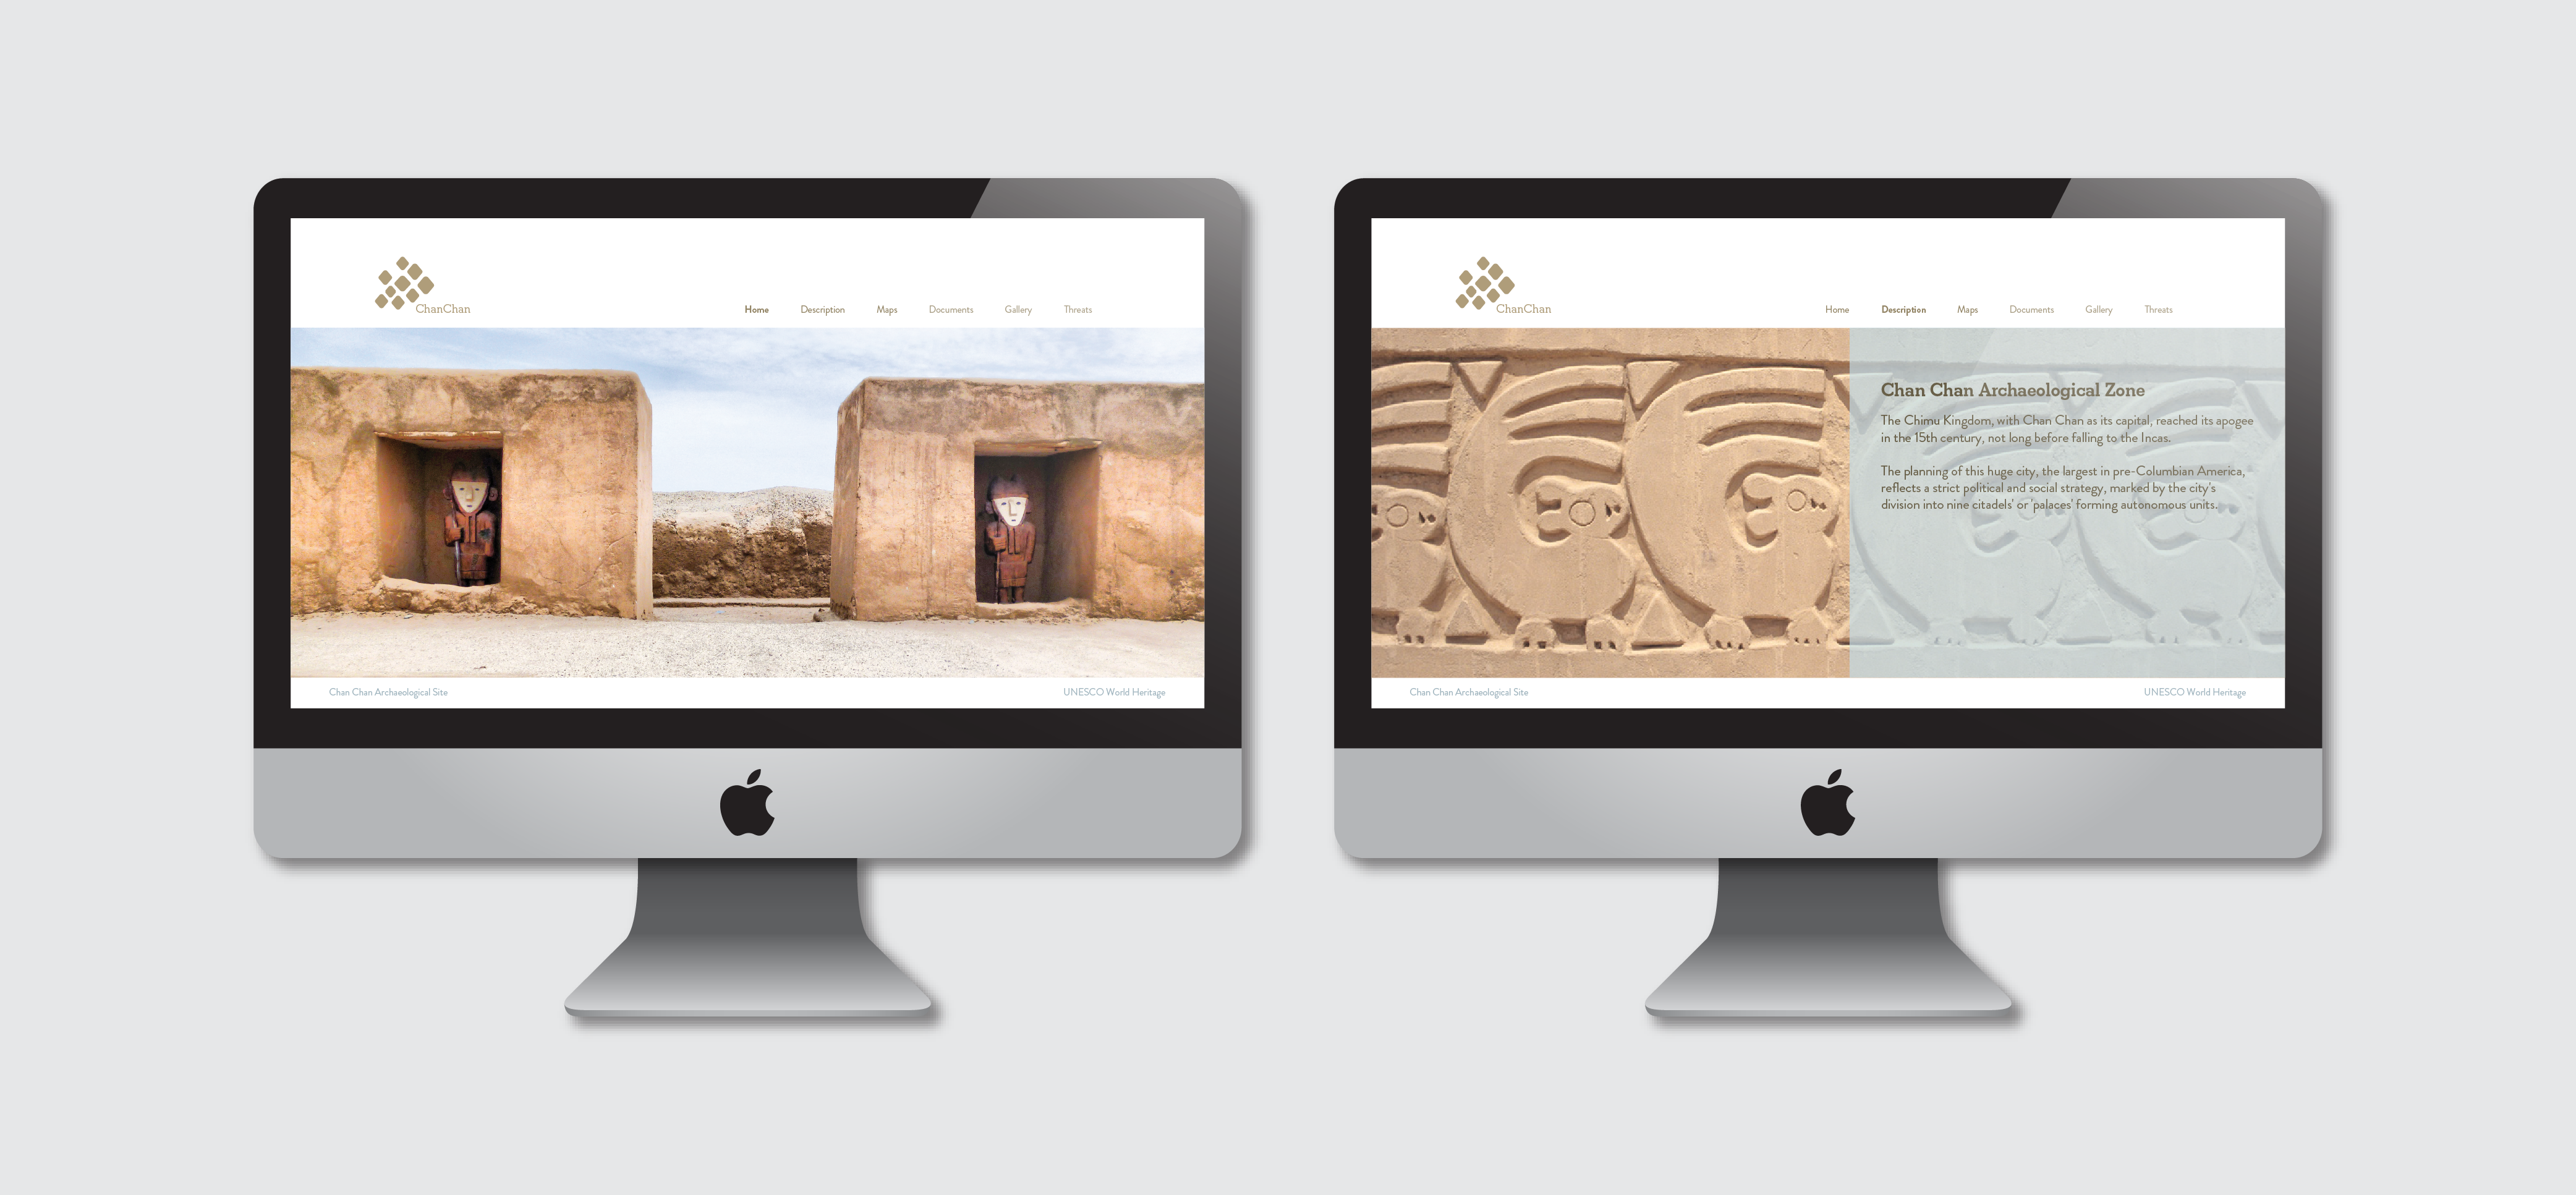 ChanChan
Home Description Maps Documents Gallery Threats
Chan Chan Archaeological Site
UNESCO World Heritage
ChanChan
Home Description Maps Documents Gallery Threats
Chan Chan Archaeological Zone
The Chimu Kingdom, with Chan Chan as its capital, reached its apogee
in the 15th century, not long before falling to the Incas.
The planning of this huge city, the largest in pre-Columbian America,
reflects a strict political and social strategy, marked by the city's
division into nine citadels' or 'palaces' forming autonomous units.
Chan Chan Archaeological Site
UNESCO World Heritage